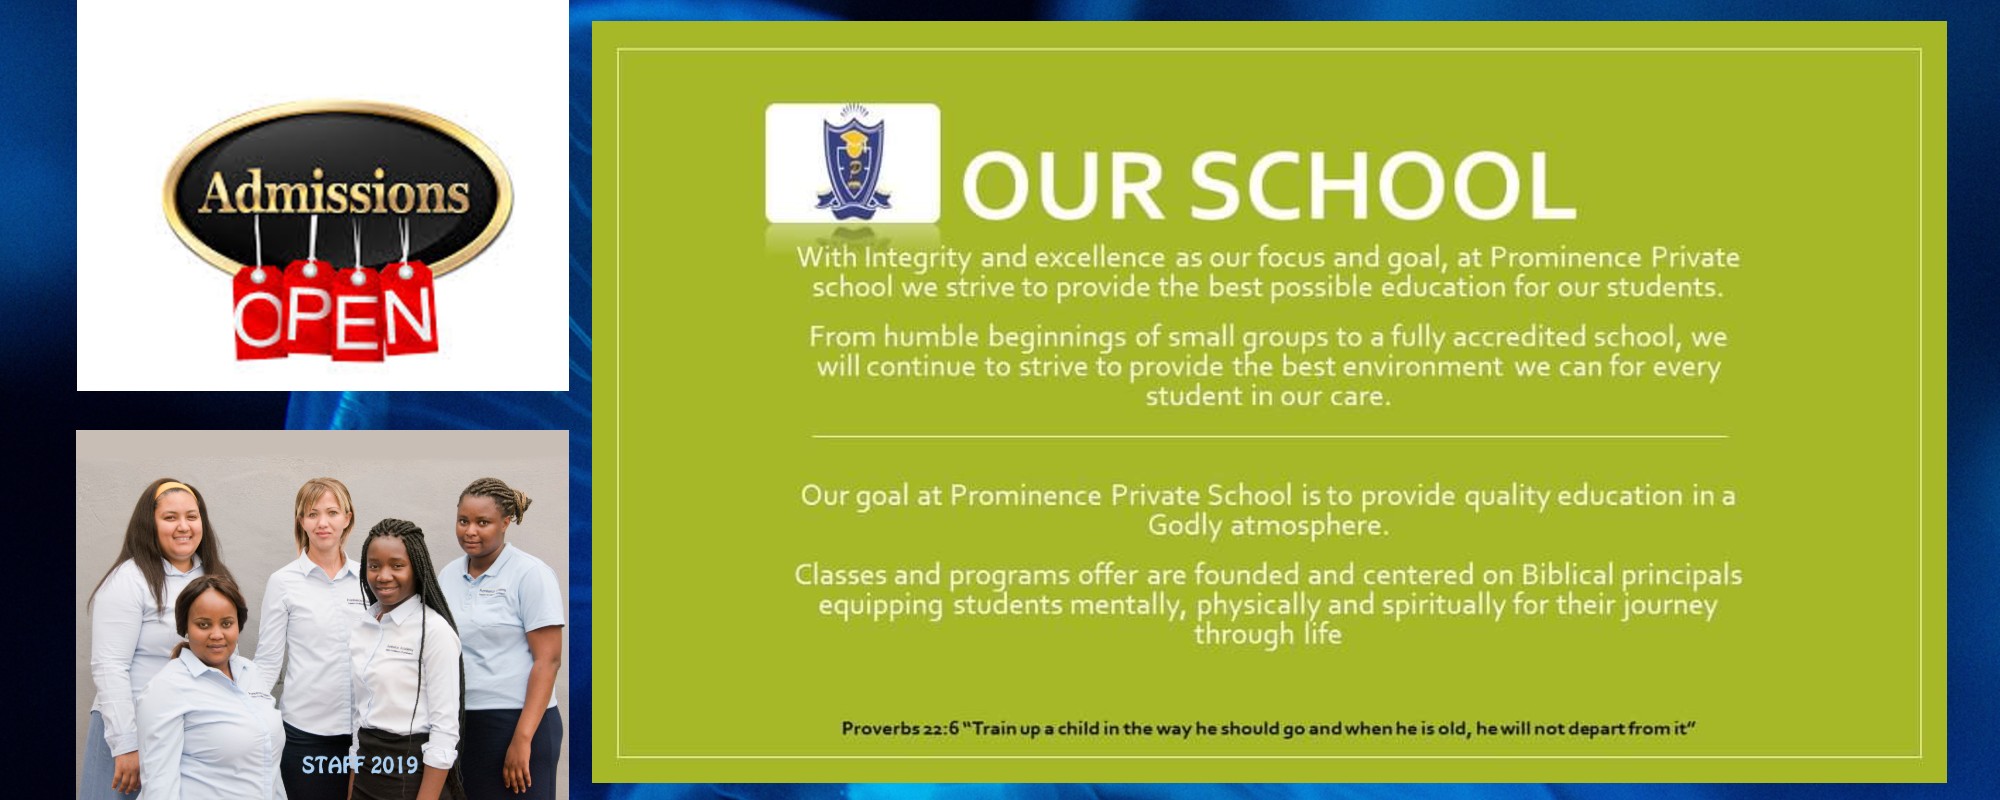 Admissions
OPEN
STAFF 2019
OUR SCHOOL
With Integrity and excellence as our focus and goal, at Prominence Private
school we strive to provide the best possible education for our students.
From humble beginnings of small groups to a fully accredited school, we
will continue to strive to provide the best environment we can for every
student in our care.
Our goal at Prominence Private School is to provide quality education in a
Godly atmosphere.
Classes and programs offer are founded and centered on Biblical principals
equipping students mentally, physically and spiritually for their journey
through life
Proverbs 22:6 “Train up a child in the way he should go and when he is old, he will not depart from it”